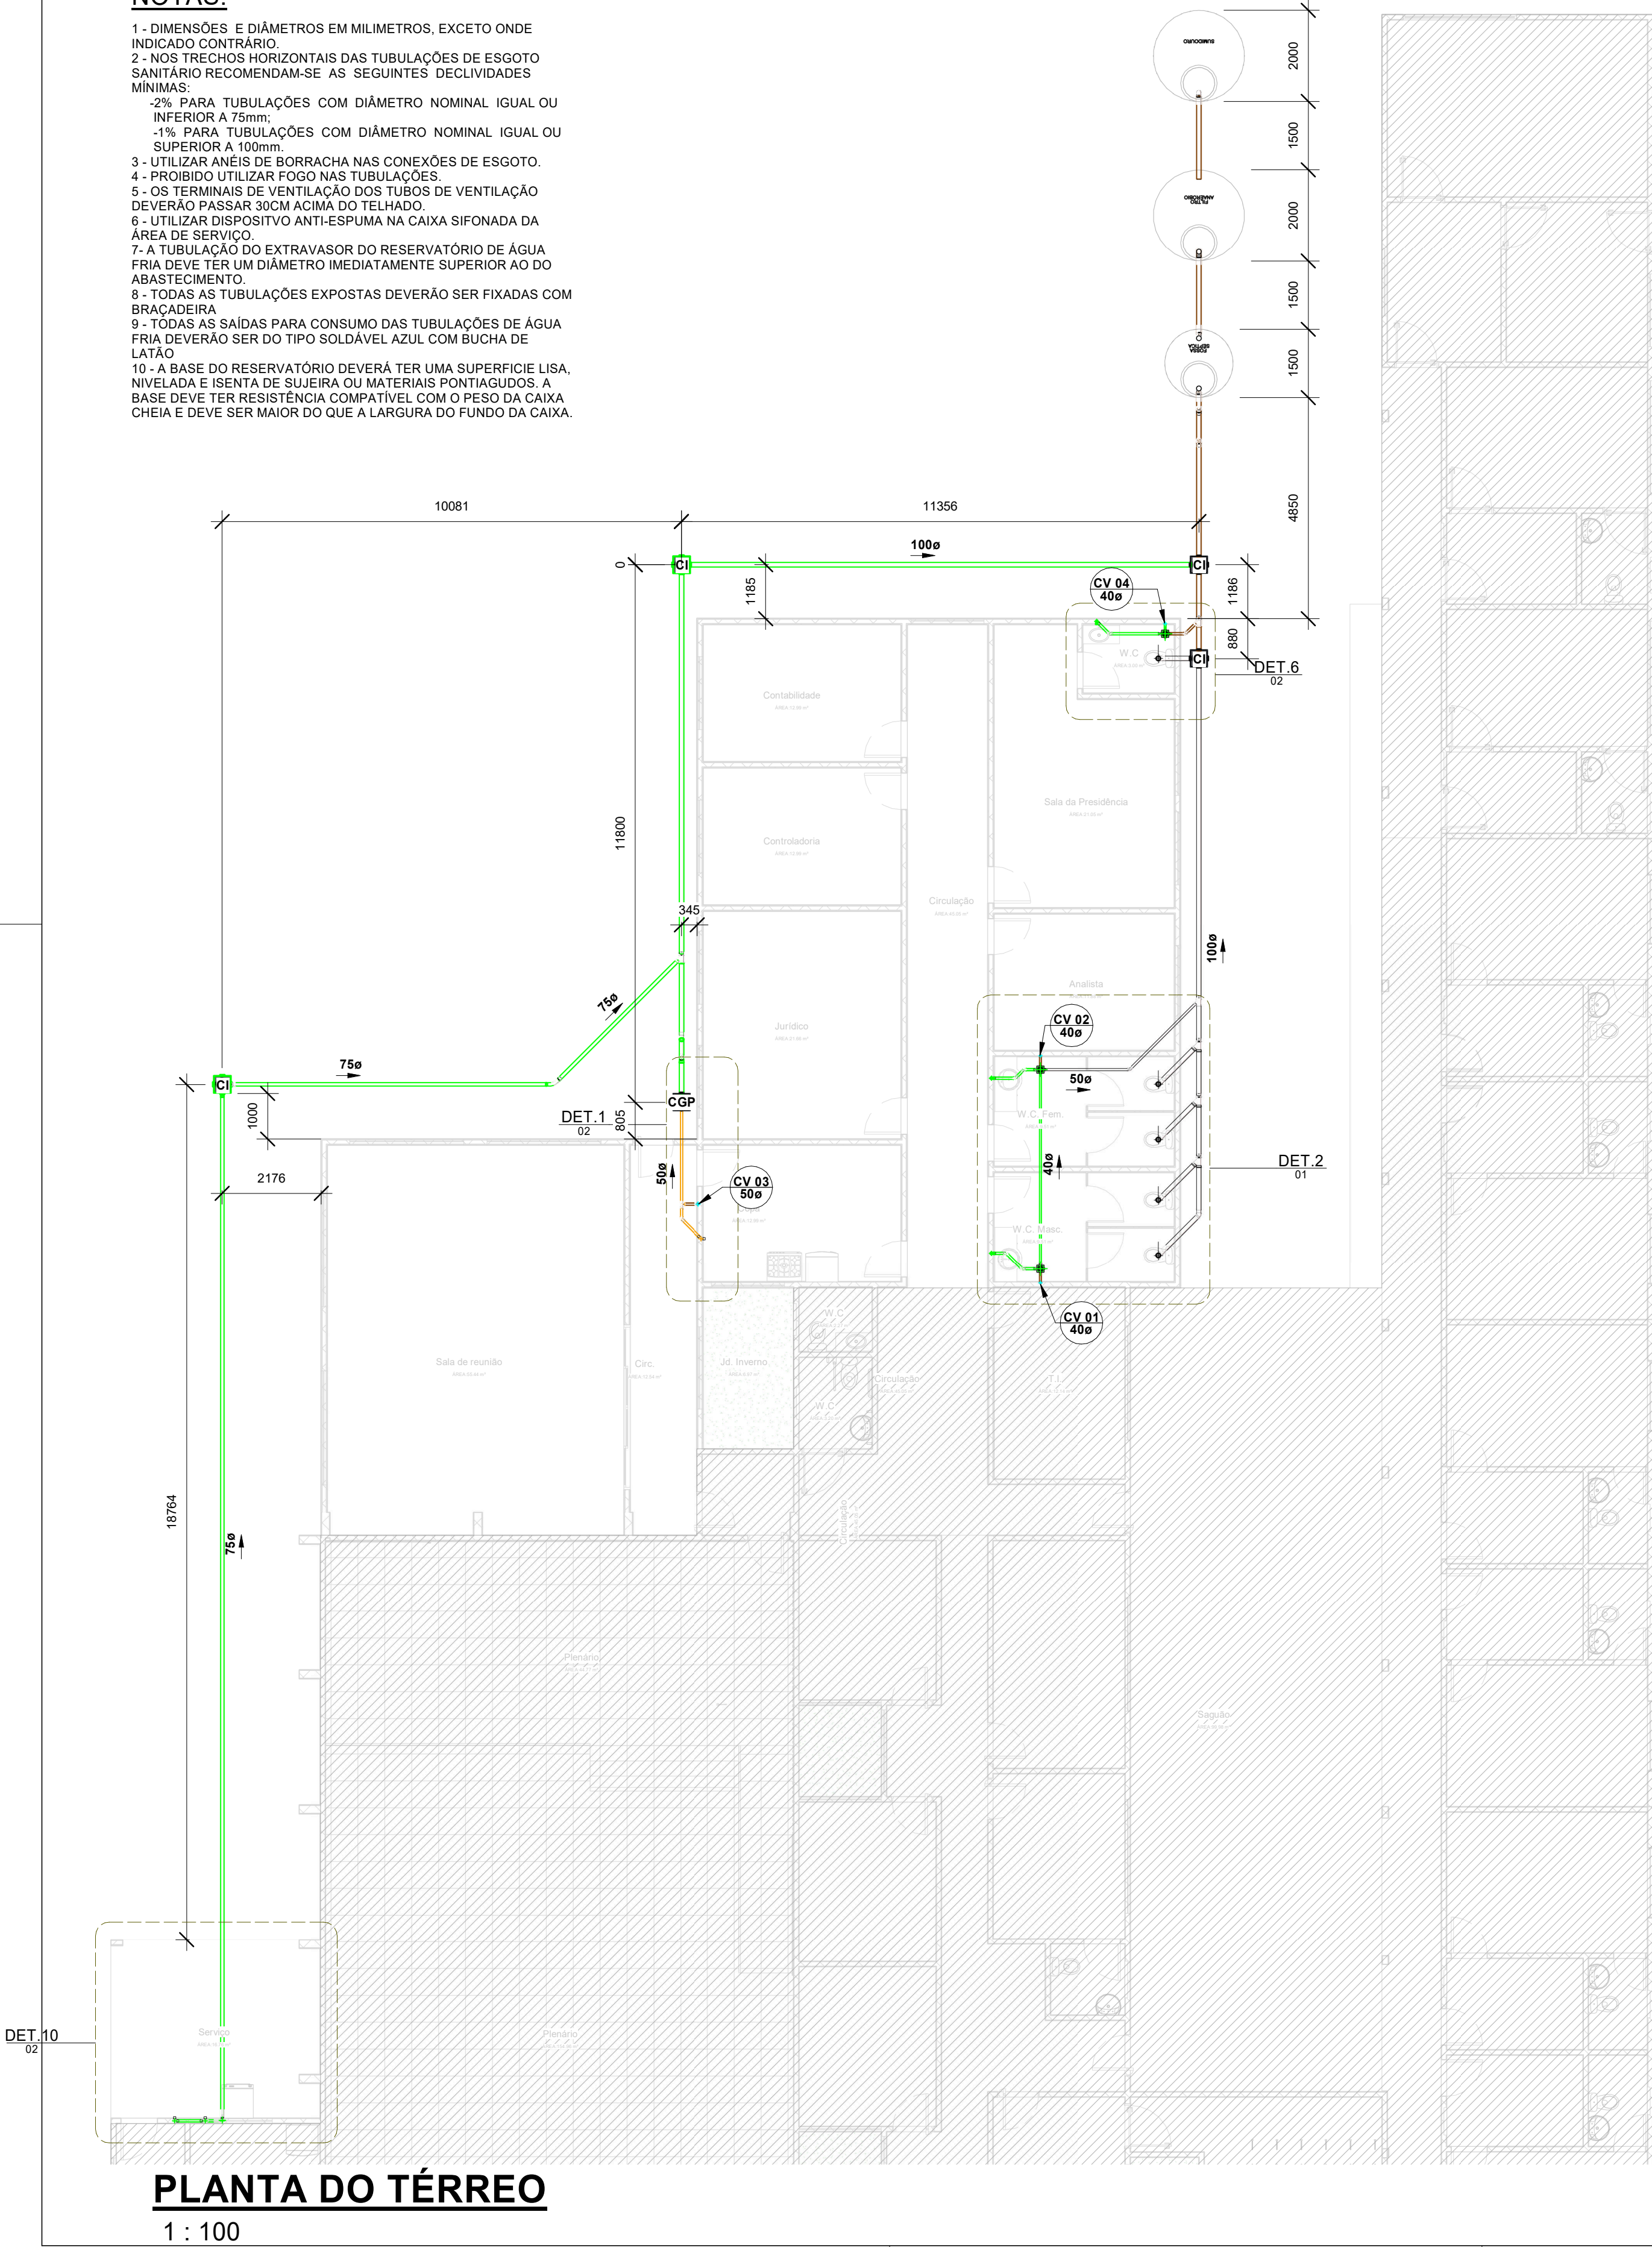 NOTAS:
1 - DIMENSÕES E DIÂMETROS EM MILIMETROS, EXCETO ONDE
INDICADO CONTRÁRIO.
2 - NOS TRECHOS HORIZONTAIS DAS TUBULAÇÕES DE ESGOTO
SANITÁRIO RECOMENDAM-SE AS SEGUINTES DECLIVIDADES
MÍNIMAS:
-2% PARA TUBULAÇÕES COM DIÂMETRO NOMINAL IGUAL OU
INFERIOR A 75mm;
-1% PARA TUBULAÇÕES COM DIÂMETRO NOMINAL IGUAL OU
SUPERIOR A 100mm.
3 - UTILIZAR ANÉIS DE BORRACHA NAS CONEXÕES DE ESGOTO.
4 - PROIBIDO UTILIZAR FOGO NAS TUBULAÇÕES.
5 - OS TERMINAIS DE VENTILAÇÃO DOS TUBOS DE VENTILAÇÃO
DEVERÃO PASSAR 30CM ACIMA DO TELHADO.
6 - UTILIZAR DISPOSITVO ANTI-ESPUMA NA CAIXA SIFONADA DA
ÁREA DE SERVIÇO.
7- A TUBULAÇÃO DO EXTRAVASOR DO RESERVATÓRIO DE ÁGUA
FRIA DEVE TER UM DIÂMETRO IMEDIATAMENTE SUPERIOR AO DO
ABASTECIMENTO.
8 - TODAS AS TUBULAÇÕES EXPOSTAS DEVERÃO SER FIXADAS COM
BRAÇADEIRA
9 - TODAS AS SAÍDAS PARA CONSUMO DAS TUBULAÇÕES DE ÁGUA
FRIA DEVERÃO SER DO TIPO SOLDÁVEL AZUL COM BUCHA DE
LATÃO
10 - A BASE DO RESERVATÓRIO DEVERÁ TER UMA SUPERFICIE LISA,
NIVELADA E ISENTA DE SUJEIRA OU MATERIAIS PONTIAGUDOS. A
BASE DEVE TER RESISTÊNCIA COMPATÍVEL COM O PESO DA CAIXA
CHEIA E DEVE SER MAIOR DO QUE A LARGURA DO FUNDO DA CAIXA.
SUMIDOURO
2000
1500
FILTRO
ANAERÓBIO
2000
1500
FOSSA
SÉPTICA
1500
4850
10081
11356
0
CI
100ø
CI
1185
1186
CV 04
40ø
W.C
880
CI
DET.6
02
Contabilidade
Sala da Presidência
11800
Controladoria
Circulação
345
100ø
75ø
Analista
Jurídico
CV 02
40ø
75ø
CI
50ø
1000
CGP
W.C. Fem.
DET.1
02
805
50ø
40ø
DET.2
01
2176
CV 03
50ø
W.C. Masc.
CV 01
40ø
W.C
Sala de reunião
Circ.
Jd. Inverno
Circulação
T.I.
W.C
18764
75ø
Circulação
Plenário
Saguão
DET.10
02
Serviço
Plenário
PLANTA DO TÉRREO
1 : 100